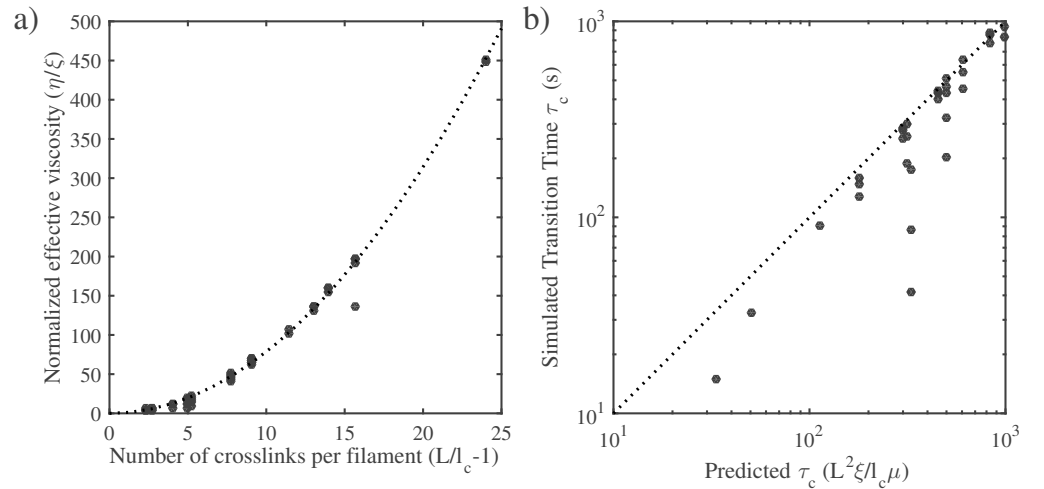 a)
Normalized effective viscosity (η/ξ)
500
450
400
350
300
250
200
150
100
50
0
0 5 10 15 20 25
Number of crosslinks per filament (L/l_c-1)
b)
Simulated Transition Time τ_c (s)
10^3
10^2
10^1
10^1 10^2 10^3
Predicted τ_c (L^2ξ/l_cμ)